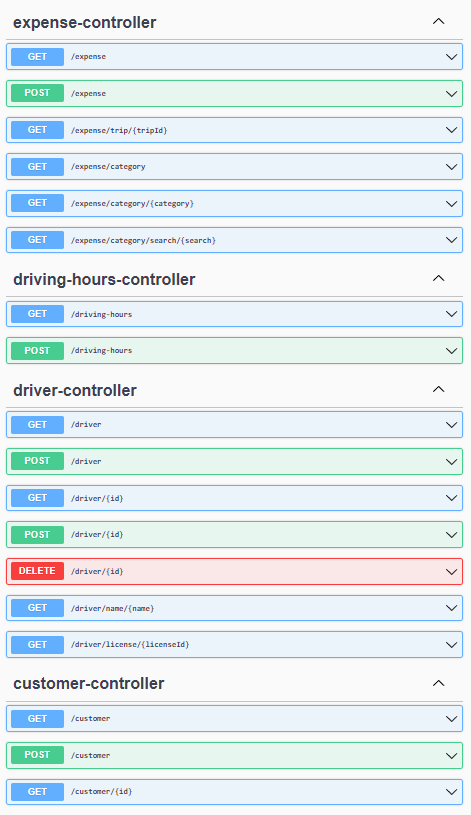 expense-controller
GET /expense
POST /expense
GET /expense/trip/{tripId}
GET /expense/category
GET /expense/category/{category}
GET /expense/category/search/{search}
driving-hours-controller
GET /driving-hours
POST /driving-hours
driver-controller
GET /driver
POST /driver
GET /driver/{id}
POST /driver/{id}
DELETE /driver/{id}
GET /driver/name/{name}
GET /driver/license/{licenseId}
customer-controller
GET /customer
POST /customer
GET /customer/{id}